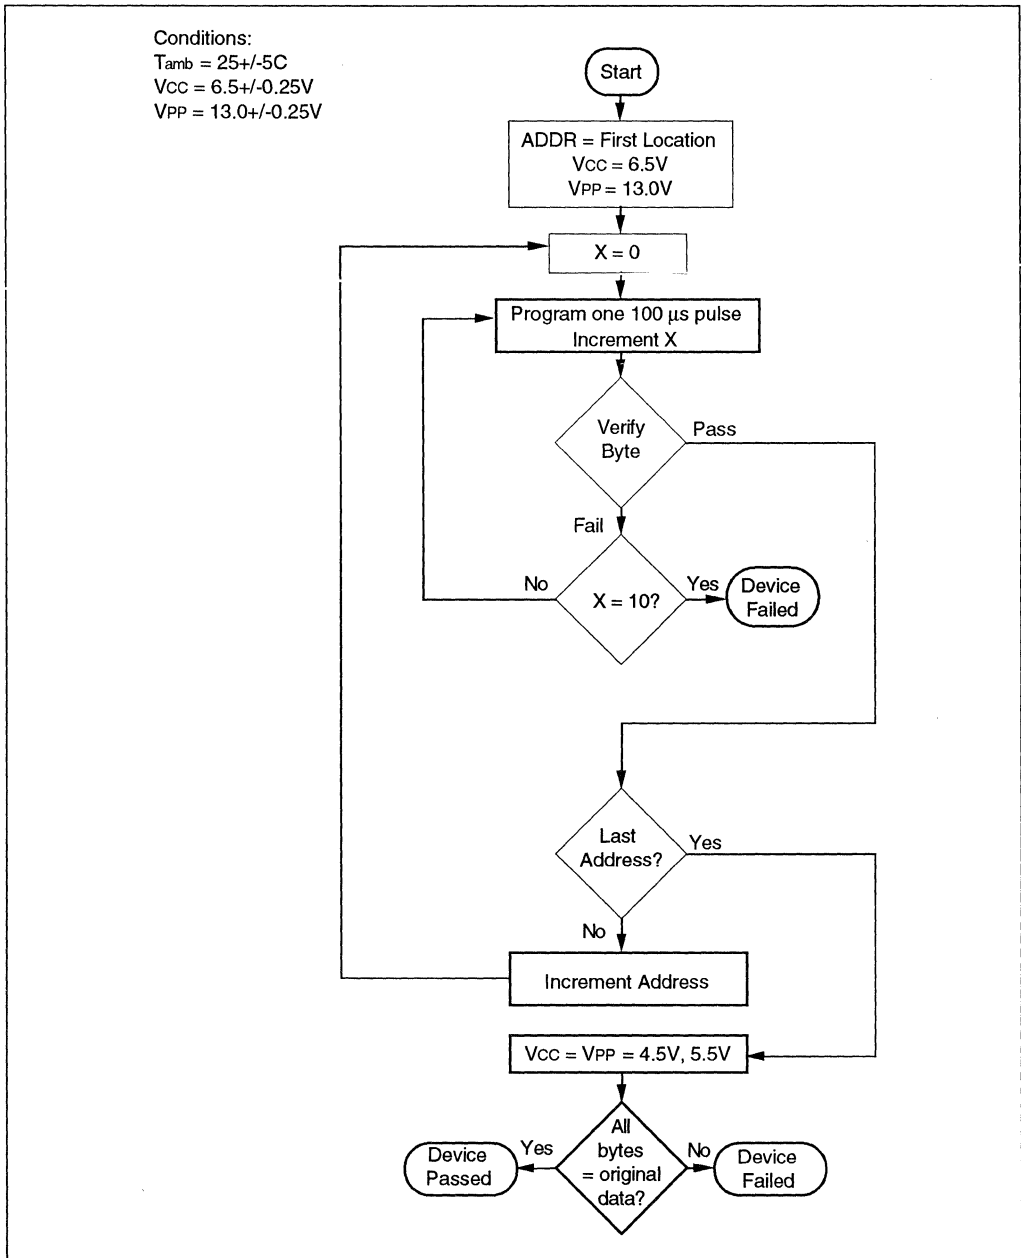 Conditions:
Tamb = 25+/-5C
VCC = 6.5+/-0.25V
VPP = 13.0+/-0.25V
Start
ADDR = First Location
VCC = 6.5V
VPP = 13.0V
X = 0
Program one 100 µs pulse
Increment X
Verify
Byte
Pass
Fail
X = 10?
No
Yes
Device
Failed
Last
Address?
Yes
No
Increment Address
VCC = VPP = 4.5V, 5.5V
All
bytes
= original
data?
Yes
Device
Passed
No
Device
Failed